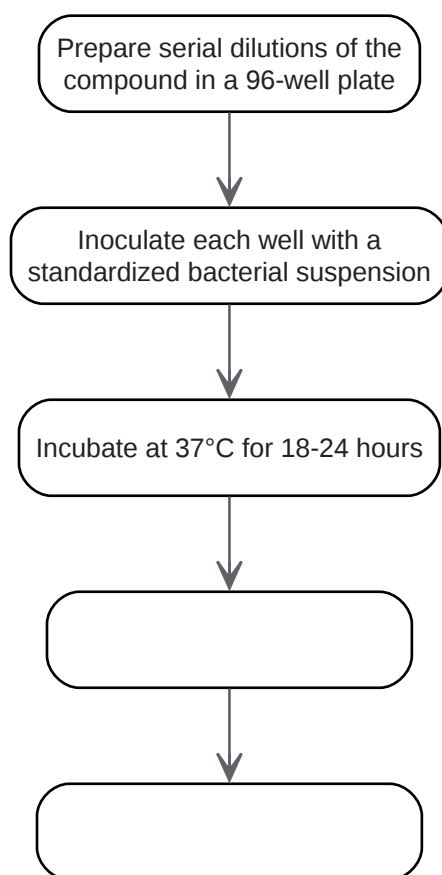 Prepare serial dilutions of the
compound in a 96-well plate
Inoculate each well with a
standardized bacterial suspension
Incubate at 37°C for 18-24 hours